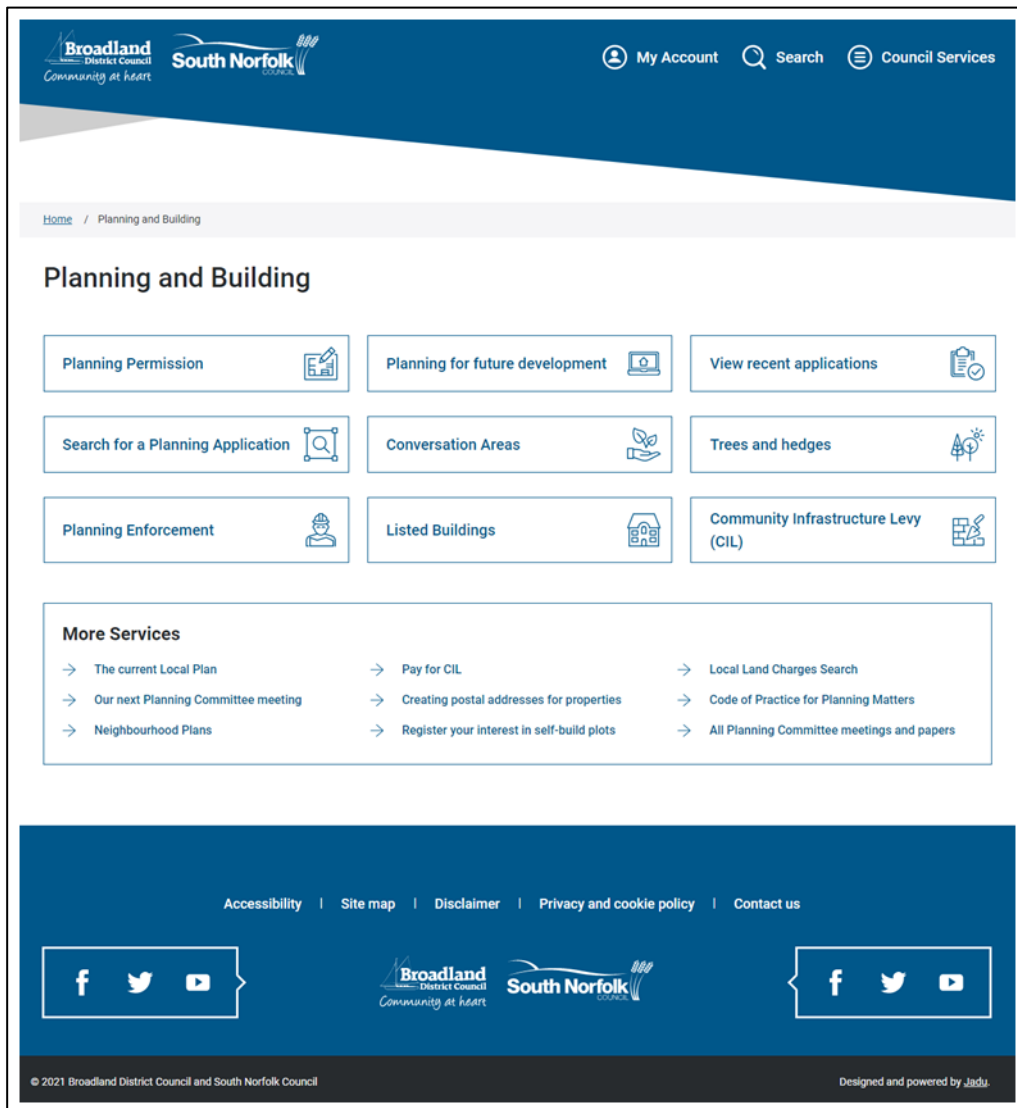 Broadland
District Council
Community at heart
South Norfolk
COUNCIL
My Account
Search
Council Services
Home / Planning and Building
Planning and Building
Planning Permission
Planning for future development
View recent applications
Search for a Planning Application
Conversation Areas
Trees and hedges
Planning Enforcement
Listed Buildings
Community Infrastructure Levy
(CIL)
More Services
The current Local Plan
Pay for CIL
Local Land Charges Search
Our next Planning Committee meeting
Creating postal addresses for properties
Code of Practice for Planning Matters
Neighbourhood Plans
Register your interest in self-build plots
All Planning Committee meetings and papers
Accessibility | Site map | Disclaimer | Privacy and cookie policy | Contact us
Broadland
District Council
Community at heart
South Norfolk
COUNCIL
© 2021 Broadland District Council and South Norfolk Council
Designed and powered by Jadu.